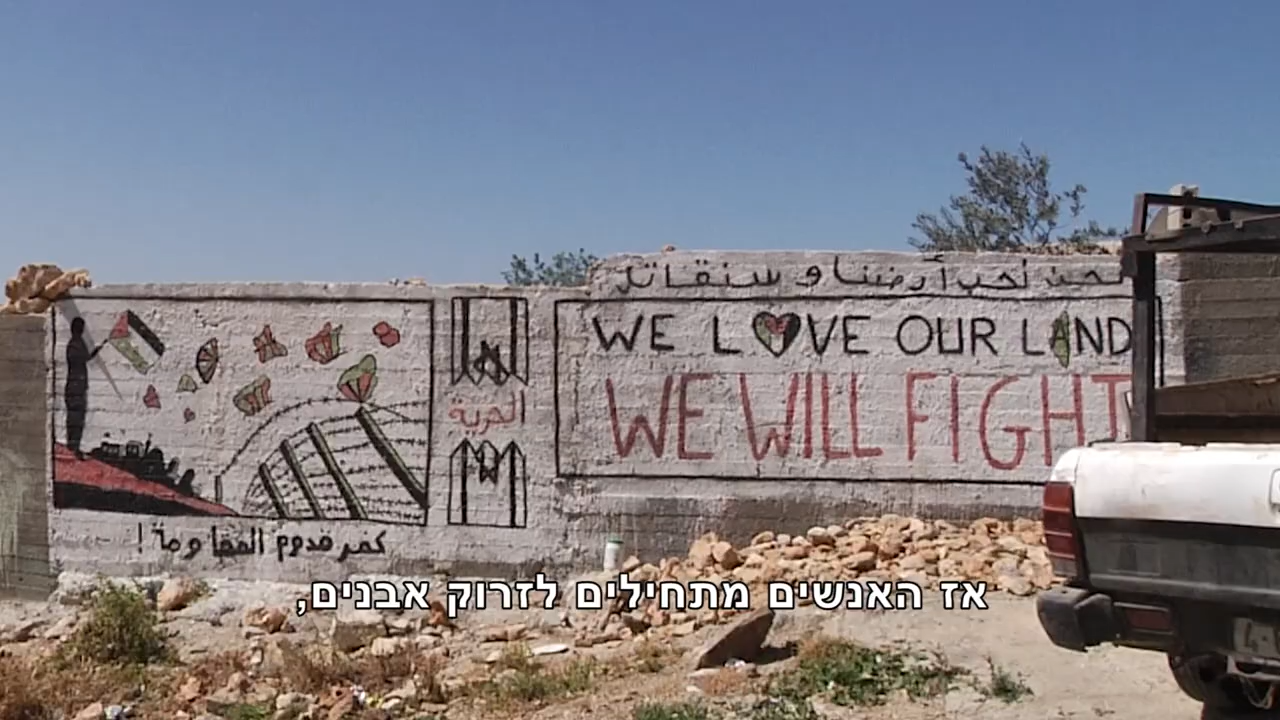 نحن نحب أرضنا و سنقاتل
WE LOVE OUR LAND
WE WILL FIGHT
الحرية
كفر قدوم المقاومة!
אז האנשים מתחילים לזרוק אבנים,